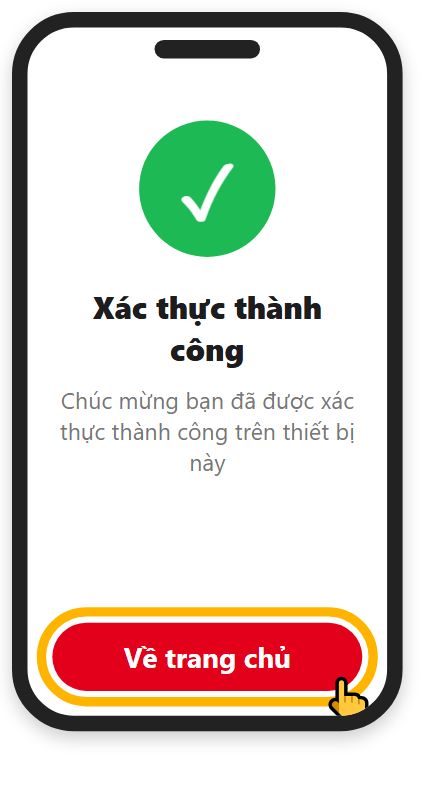 Xác thực thành
công
Chúc mừng bạn đã được xác
thực thành công trên thiết bị
này
Về trang chủ